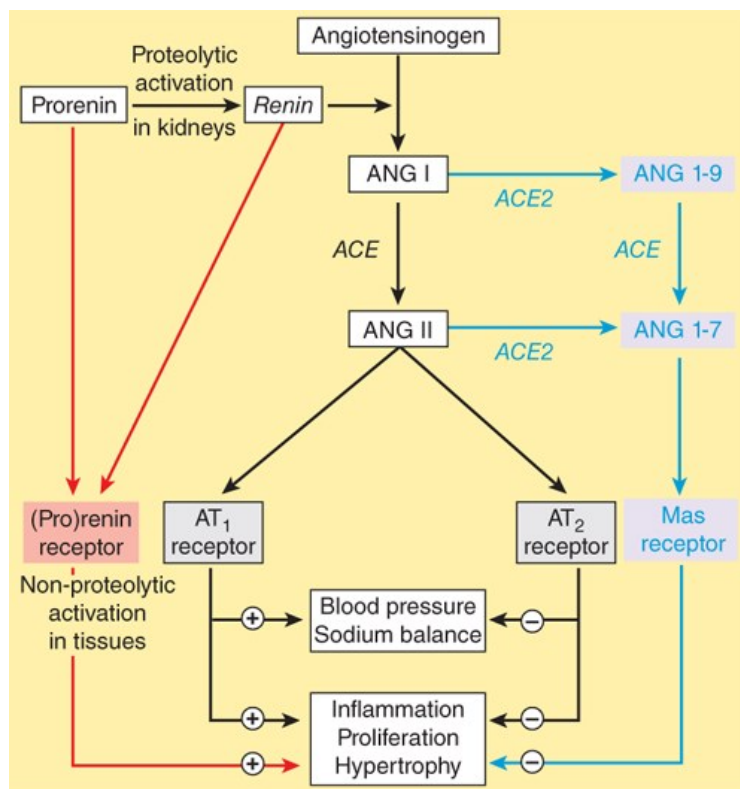 Angiotensinogen
Proteolytic
activation
in kidneys
Prorenin
Renin
ANG I
ACE2
ANG 1-9
ACE
ACE
ANG II
ACE2
ANG 1-7
(Pro)renin
receptor
AT1
receptor
AT2
receptor
Mas
receptor
Non-proteolytic
activation
in tissues
+
Blood pressure
Sodium balance
−
+
Inflammation
Proliferation
Hypertrophy
−
+
−